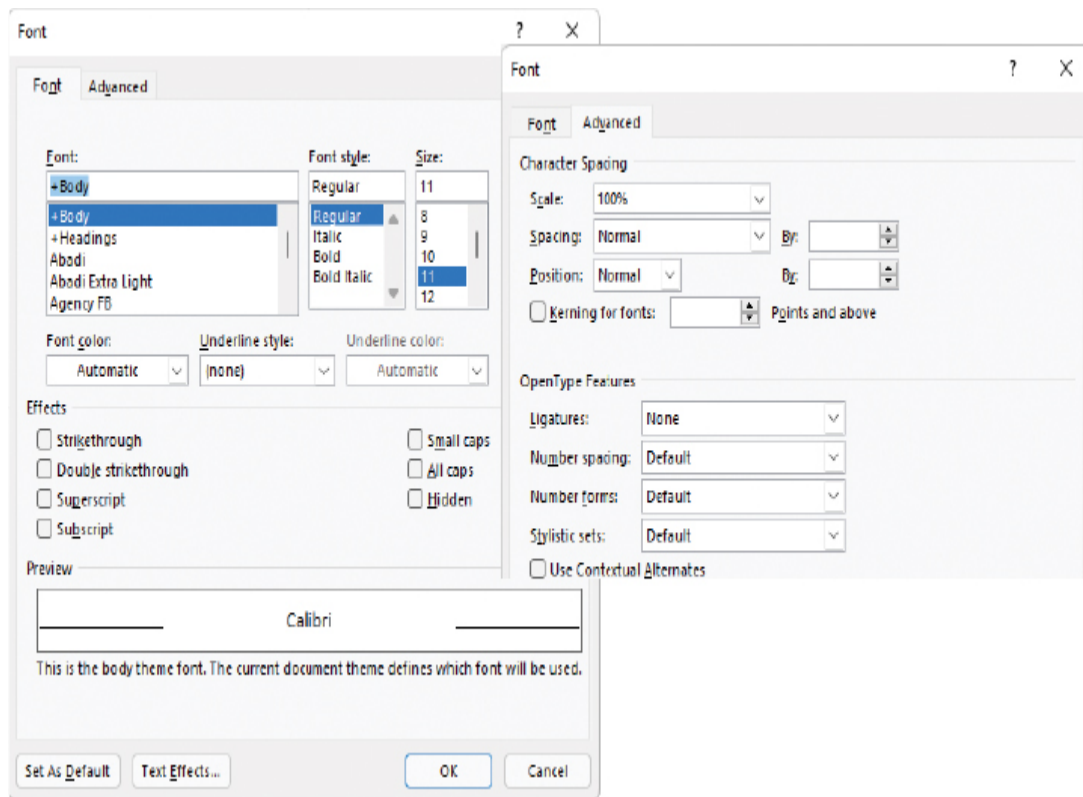 Font ? X
Font Advanced
Font: Font style: Size:
+Body Regular 11
+Body Regular 8
+Headings Italic 9
Abadi Bold 10
Abadi Extra Light Bold Italic 11
Agency FB 12
Font color: Underline style: Underline color:
Automatic (none) Automatic
Effects
Strikethrough Small caps
Double strikethrough All caps
Superscript Hidden
Subscript
Preview
Calibri
This is the body theme font. The current document theme defines which font will be used.
Set As Default Text Effects... OK Cancel
Font ? X
Font Advanced
Character Spacing
Scale: 100%
Spacing: Normal By:
Position: Normal By:
Kerning for fonts: Points and above
OpenType Features
Ligatures: None
Number spacing: Default
Number forms: Default
Stylistic sets: Default
Use Contextual Alternates